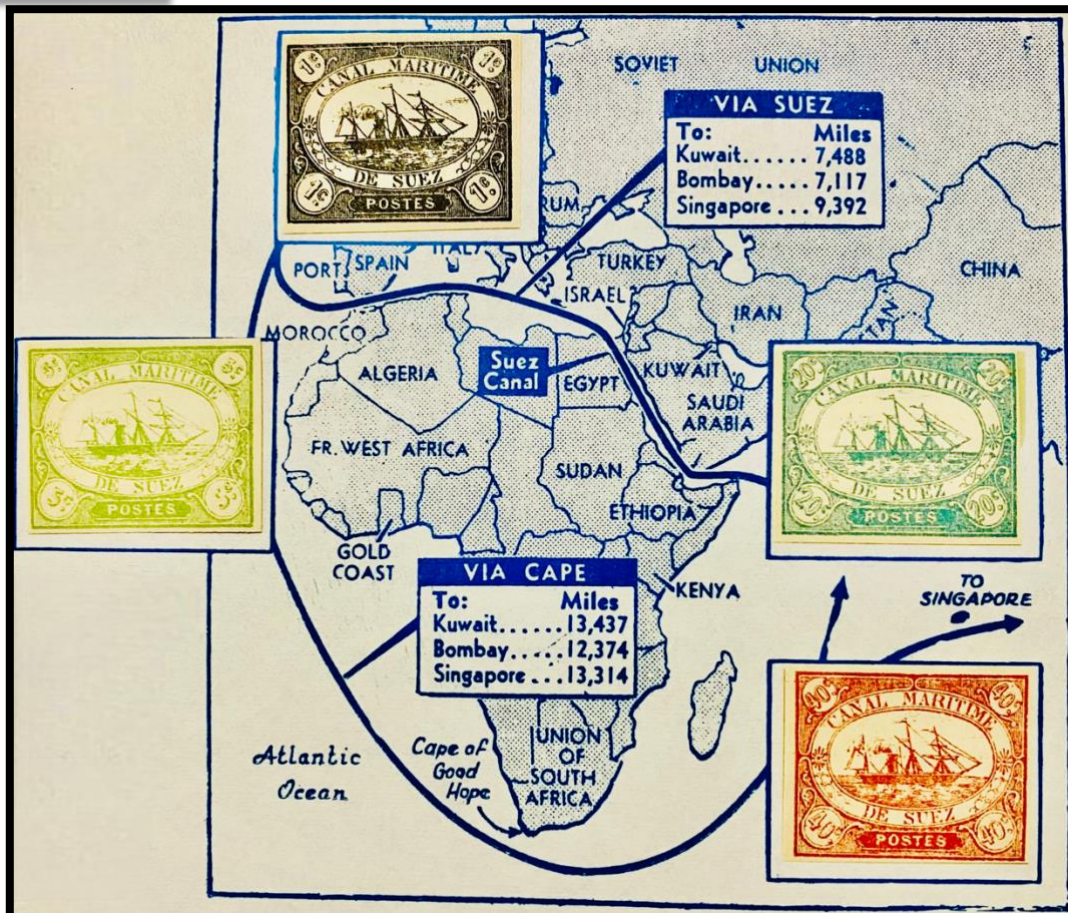 1c 1c
CANAL MARITIME
DE SUEZ
1c 1c
POSTES
SOVIET UNION
VIA SUEZ
To: Miles
Kuwait...... 7,488
Bombay..... 7,117
Singapore ... 9,392
RUM.
PORT. SPAIN ITALY
TURKEY
CHINA
ISRAEL
IRAN
MOROCCO
TAN
Suez
Canal
ALGERIA
EGYPT
KUWAIT
SAUDI
ARABIA
5c 5c
CANAL MARITIME
DE SUEZ
5c 5c
POSTES
20c 20c
CANAL MARITIME
DE SUEZ
20c 20c
POSTES
FR. WEST AFRICA
SUDAN
ETHIOPIA
GOLD
COAST
KENYA
VIA CAPE
To: Miles
Kuwait......13,437
Bombay.....12,374
Singapore...13,314
TO
SINGAPORE
40c 40c
CANAL MARITIME
DE SUEZ
40c 40c
POSTES
Atlantic
Ocean
Cape of
Good
Hope
UNION
OF
SOUTH
AFRICA